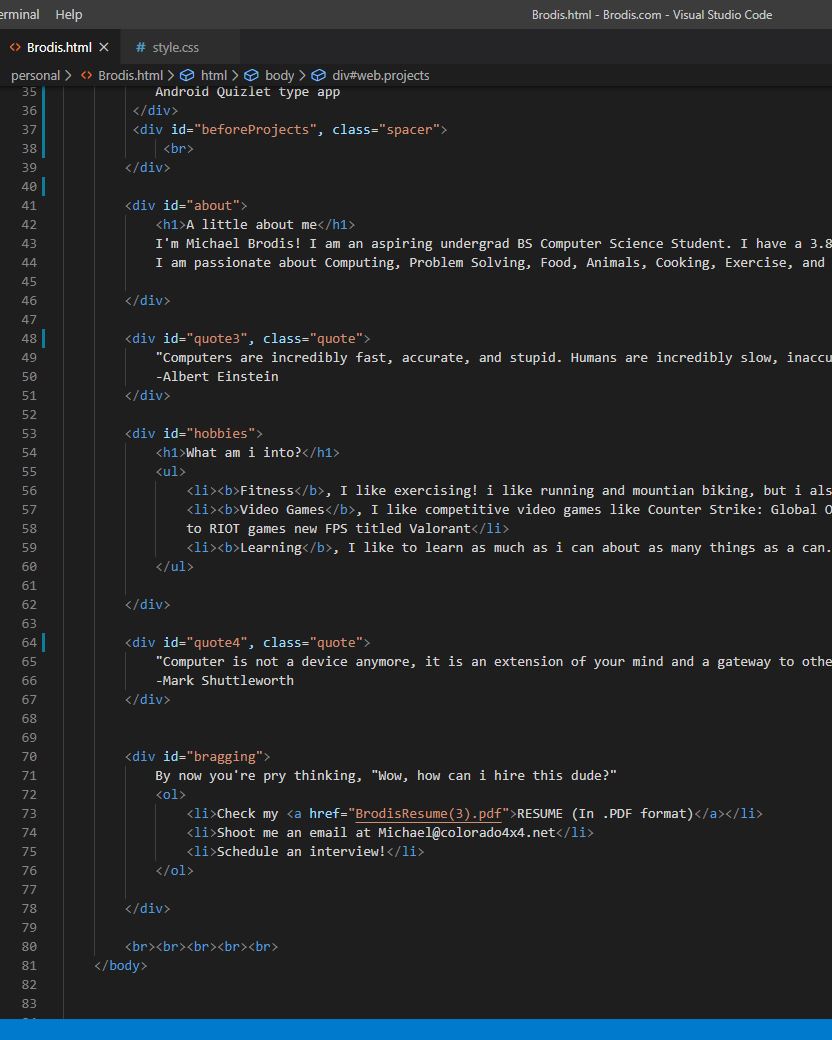 erminal Help Brodis.html - Brodis.com - Visual Studio Code
<> Brodis.html × # style.css
personal > <> Brodis.html > html > body > div#web.projects
35 Android Quizlet type app
36 </div>
37 <div id="beforeProjects", class="spacer">
38 <br>
39 </div>
40
41 <div id="about">
42 <h1>A little about me</h1>
43 I'm Michael Brodis! I am an aspiring undergrad BS Computer Science Student. I have a 3.8
44 I am passionate about Computing, Problem Solving, Food, Animals, Cooking, Exercise, and
45
46 </div>
47
48 <div id="quote3", class="quote">
49 "Computers are incredibly fast, accurate, and stupid. Humans are incredibly slow, inaccu
50 -Albert Einstein
51 </div>
52
53 <div id="hobbies">
54 <h1>What am i into?</h1>
55 <ul>
56 <li><b>Fitness</b>, I like exercising! i like running and mountian biking, but i als
57 <li><b>Video Games</b>, I like competitive video games like Counter Strike: Global O
58 to RIOT games new FPS titled Valorant</li>
59 <li><b>Learning</b>, I like to learn as much as i can about as many things as a can.
60 </ul>
61
62 </div>
63
64 <div id="quote4", class="quote">
65 "Computer is not a device anymore, it is an extension of your mind and a gateway to othe
66 -Mark Shuttleworth
67 </div>
68
69
70 <div id="bragging">
71 By now you're pry thinking, "Wow, how can i hire this dude?"
72 <ol>
73 <li>Check my <a href="BrodisResume(3).pdf">RESUME (In .PDF format)</a></li>
74 <li>Shoot me an email at Michael@colorado4x4.net</li>
75 <li>Schedule an interview!</li>
76 </ol>
77
78 </div>
79
80 <br><br><br><br><br>
81 </body>
82
83